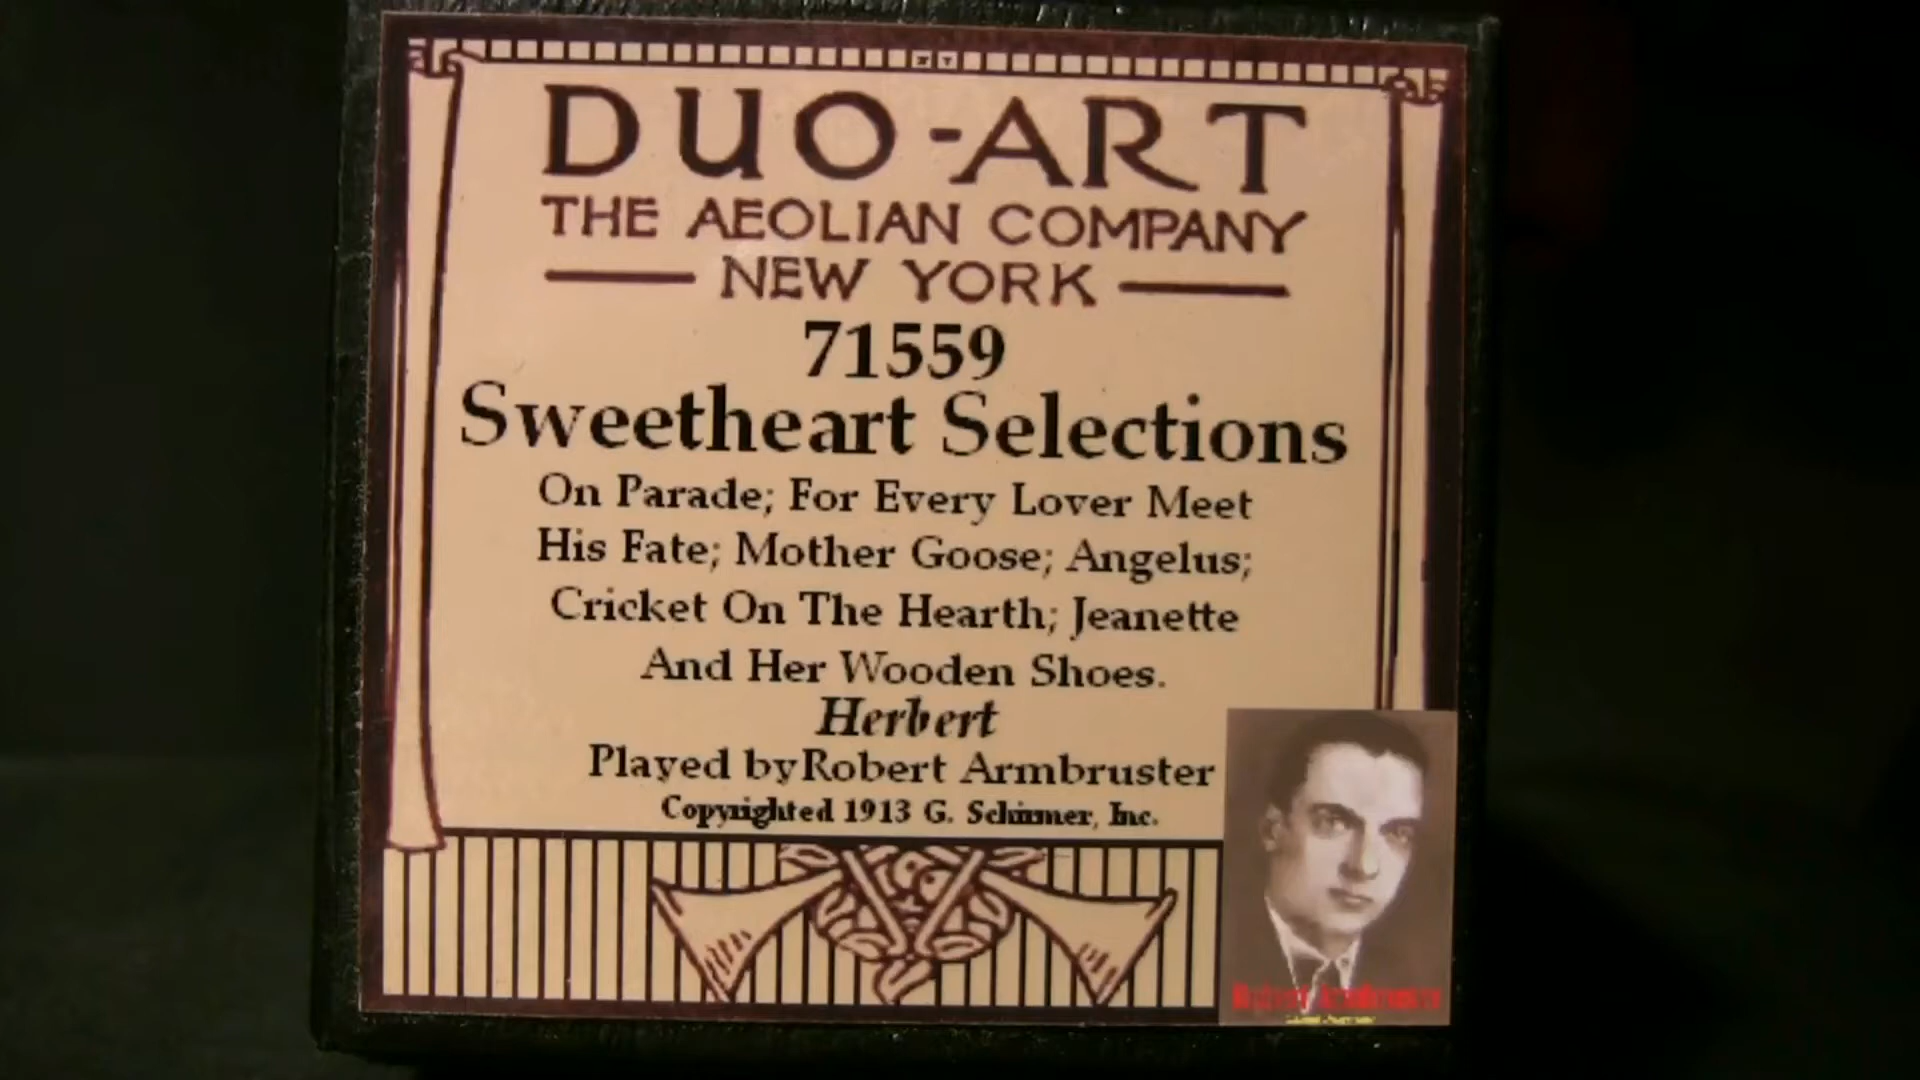 DUO-ART
THE AEOLIAN COMPANY
NEW YORK
71559
Sweetheart Selections
On Parade; For Every Lover Meet
His Fate; Mother Goose; Angelus;
Cricket On The Hearth; Jeanette
And Her Wooden Shoes.
Herbert
Played byRobert Armbruster
Copyrighted 1913 G. Schirmer, Inc.
Robert Armbruster